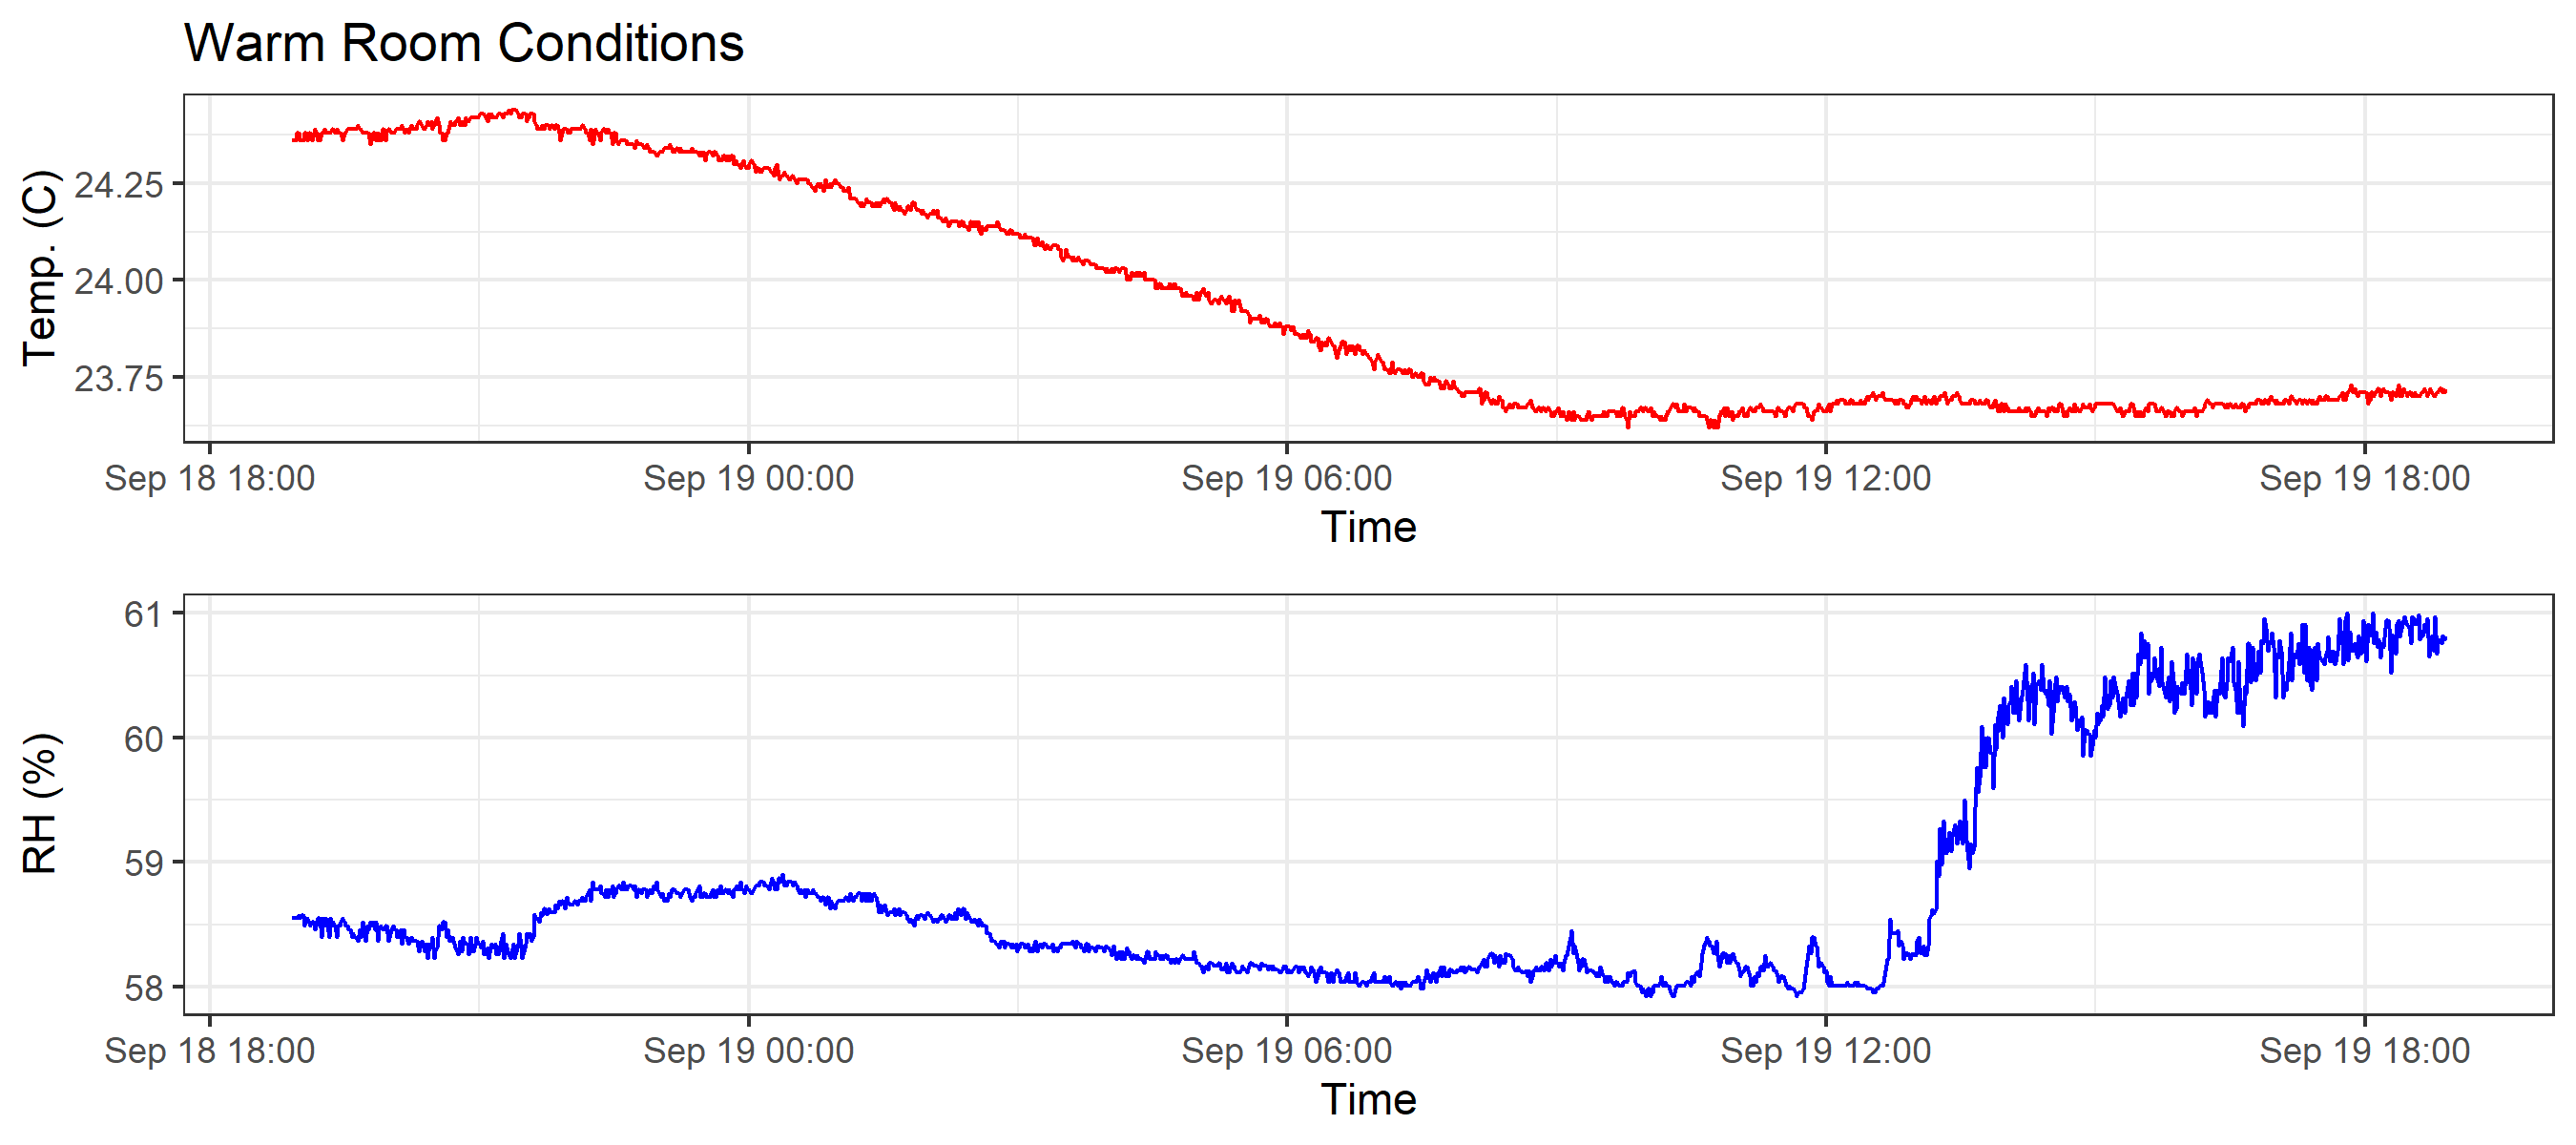 Warm Room Conditions
Temp. (C)
24.25
24.00
23.75
Sep 18 18:00 Sep 19 00:00 Sep 19 06:00 Sep 19 12:00 Sep 19 18:00
Time
RH (%)
61
60
59
58
Sep 18 18:00 Sep 19 00:00 Sep 19 06:00 Sep 19 12:00 Sep 19 18:00
Time